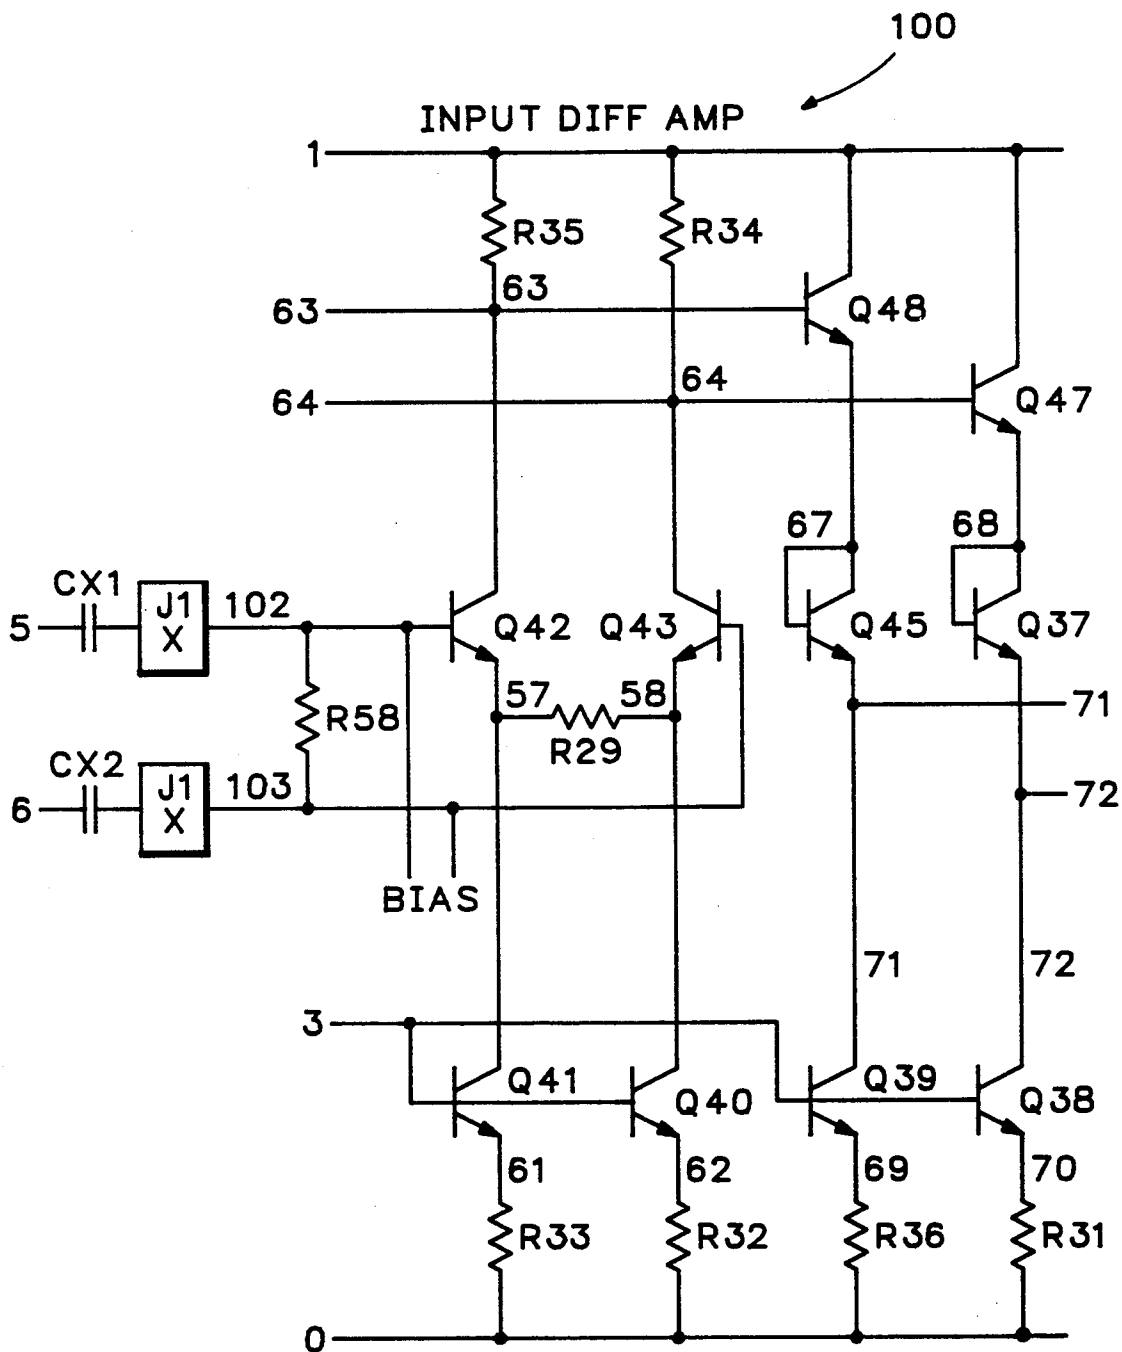 100
INPUT DIFF AMP
1
R35 R34
63 63 Q48
64 64 Q47
67 68
CX1 J1 102
5 X Q42 Q43 Q45 Q37
57 58 71
R58 R29
CX2 J1 103
6 X 72
BIAS
71 72
3
Q41 Q40 Q39 Q38
61 62 69 70
R33 R32 R36 R31
0